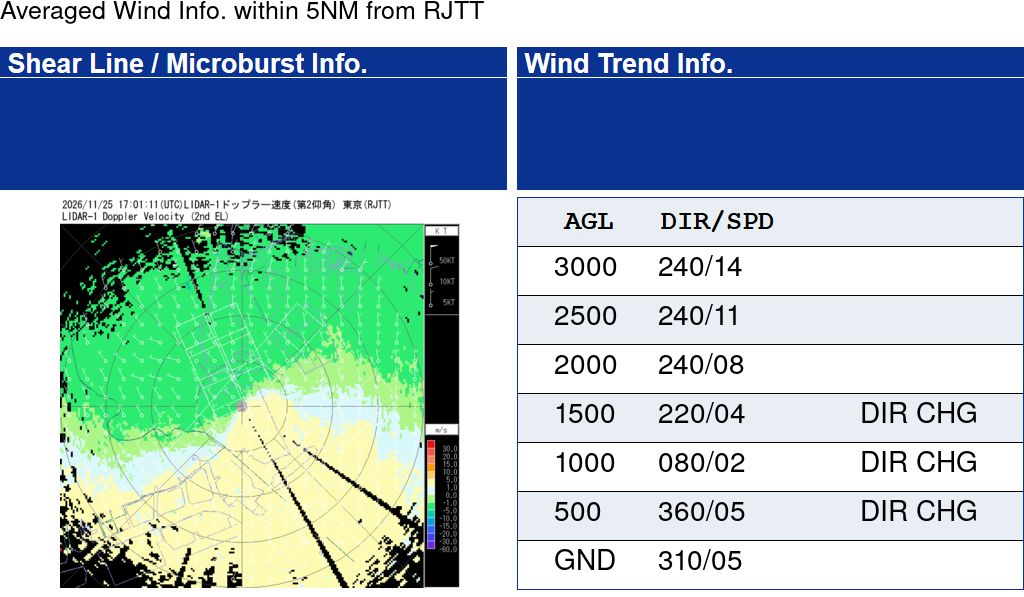 Averaged Wind Info. within 5NM from RJTT
Shear Line / Microburst Info.
Wind Trend Info.
2026/11/25 17:01:11(UTC)LIDAR-1ドップラー速度(第2仰角) 東京(RJTT)
LIDAR-1 Doppler Velocity (2nd EL)
K T
50KT
10KT
5KT
m/s
30.0
20.0
15.0
10.0
5.0
1.0
0.0
-1.0
-5.0
-10.0
-15.0
-20.0
-30.0
-60.0
AGL DIR/SPD
3000 240/14
2500 240/11
2000 240/08
1500 220/04 DIR CHG
1000 080/02 DIR CHG
500 360/05 DIR CHG
GND 310/05